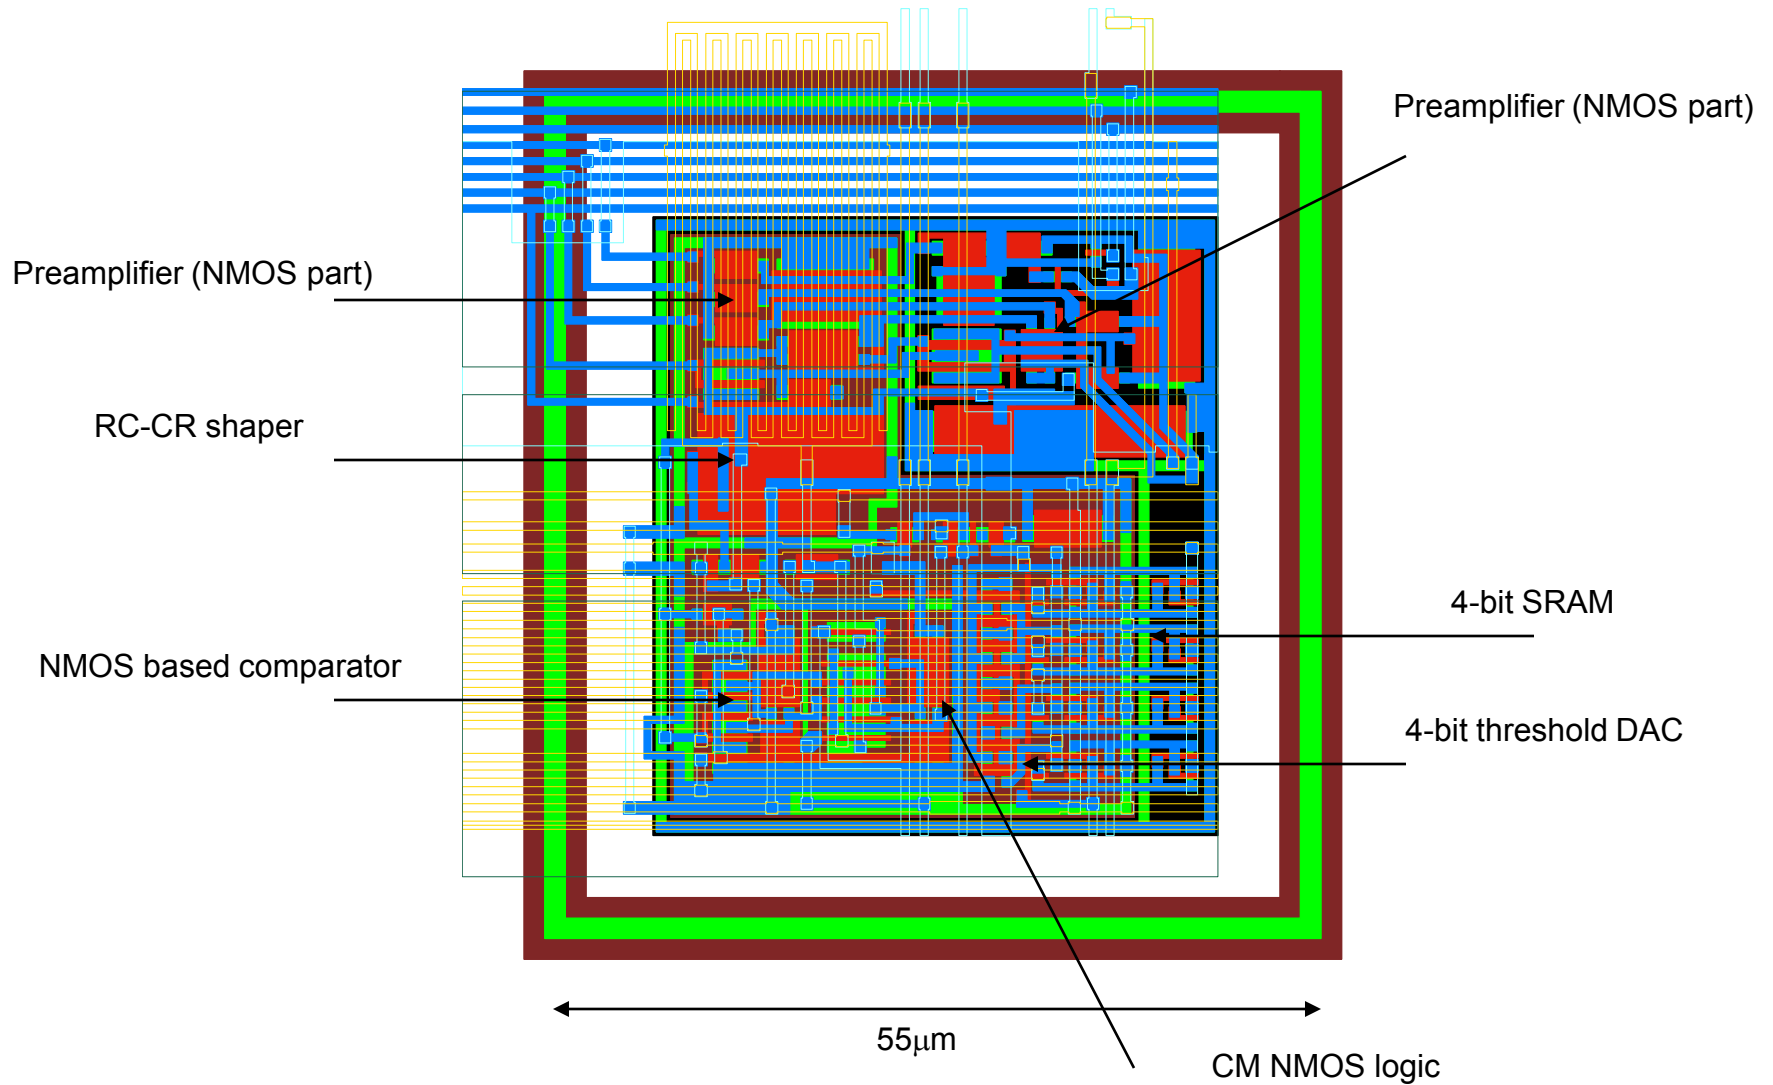 Preamplifier (NMOS part)
Preamplifier (NMOS part)
RC-CR shaper
4-bit SRAM
NMOS based comparator
4-bit threshold DAC
55μm
CM NMOS logic